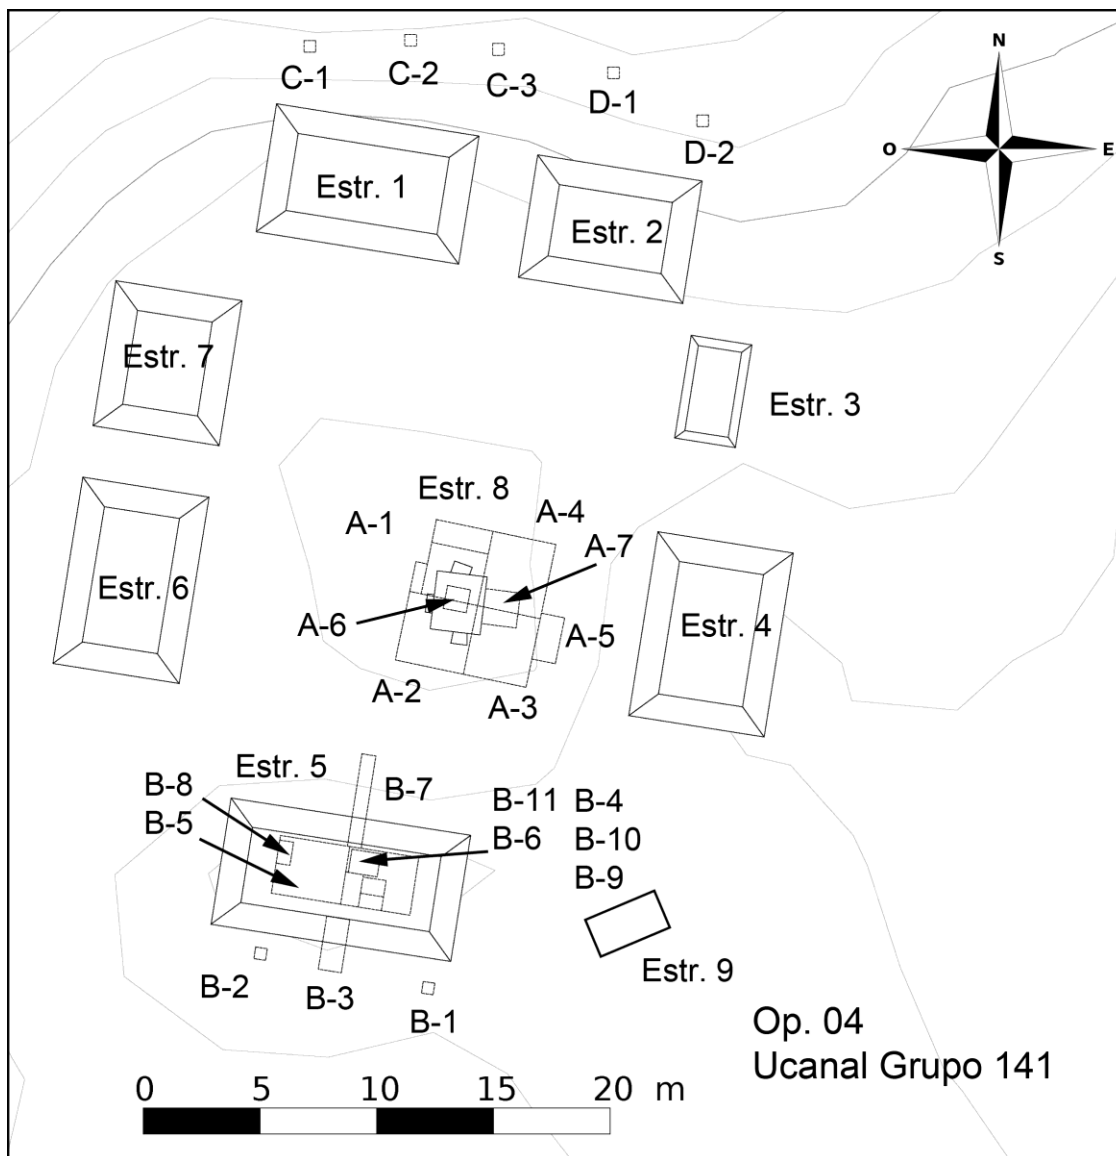 C-1
C-2
C-3
D-1
D-2
N
O
E
S
Estr. 1
Estr. 2
Estr. 7
Estr. 3
Estr. 8
A-1
A-4
A-7
Estr. 6
A-6
A-5
Estr. 4
A-2
A-3
Estr. 5
B-8
B-7
B-11 B-4
B-5
B-6 B-10
B-9
Estr. 9
B-2
B-3
B-1
Op. 04
Ucanal Grupo 141
0 5 10 15 20 m